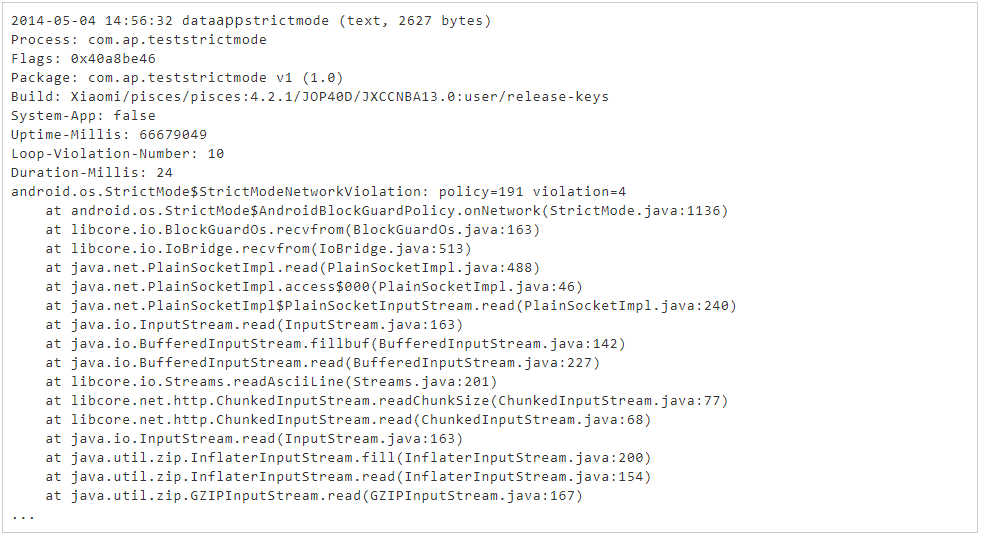 2014-05-04 14:56:32 dataappstrictmode (text, 2627 bytes)
Process: com.ap.teststrictmode
Flags: 0x40a8be46
Package: com.ap.teststrictmode v1 (1.0)
Build: Xiaomi/pisces/pisces:4.2.1/JOP40D/JXCCNBA13.0:user/release-keys
System-App: false
Uptime-Millis: 66679049
Loop-Violation-Number: 10
Duration-Millis: 24
android.os.StrictMode$StrictModeNetworkViolation: policy=191 violation=4
    at android.os.StrictMode$AndroidBlockGuardPolicy.onNetwork(StrictMode.java:1136)
    at libcore.io.BlockGuardOs.recvfrom(BlockGuardOs.java:163)
    at libcore.io.IoBridge.recvfrom(IoBridge.java:513)
    at java.net.PlainSocketImpl.read(PlainSocketImpl.java:488)
    at java.net.PlainSocketImpl.access$000(PlainSocketImpl.java:46)
    at java.net.PlainSocketImpl$PlainSocketInputStream.read(PlainSocketImpl.java:240)
    at java.io.InputStream.read(InputStream.java:163)
    at java.io.BufferedInputStream.fillbuf(BufferedInputStream.java:142)
    at java.io.BufferedInputStream.read(BufferedInputStream.java:227)
    at libcore.io.Streams.readAsciiLine(Streams.java:201)
    at libcore.net.http.ChunkedInputStream.readChunkSize(ChunkedInputStream.java:77)
    at libcore.net.http.ChunkedInputStream.read(ChunkedInputStream.java:68)
    at java.io.InputStream.read(InputStream.java:163)
    at java.util.zip.InflaterInputStream.fill(InflaterInputStream.java:200)
    at java.util.zip.InflaterInputStream.read(InflaterInputStream.java:154)
    at java.util.zip.GZIPInputStream.read(GZIPInputStream.java:167)
...